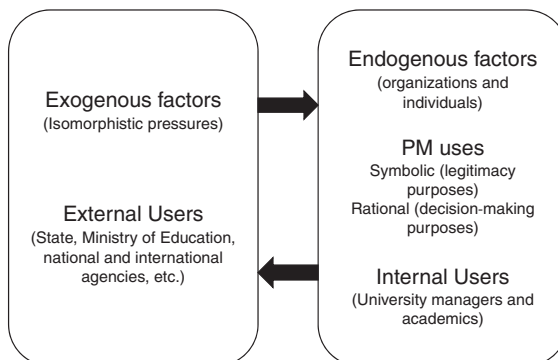 Exogenous factors
(Isomorphistic pressures)
External Users
(State, Ministry of Education,
national and international
agencies, etc.)
Endogenous factors
(organizations and
individuals)
PM uses
Symbolic (legitimacy
purposes)
Rational (decision-making
purposes)
Internal Users
(University managers and
academics)